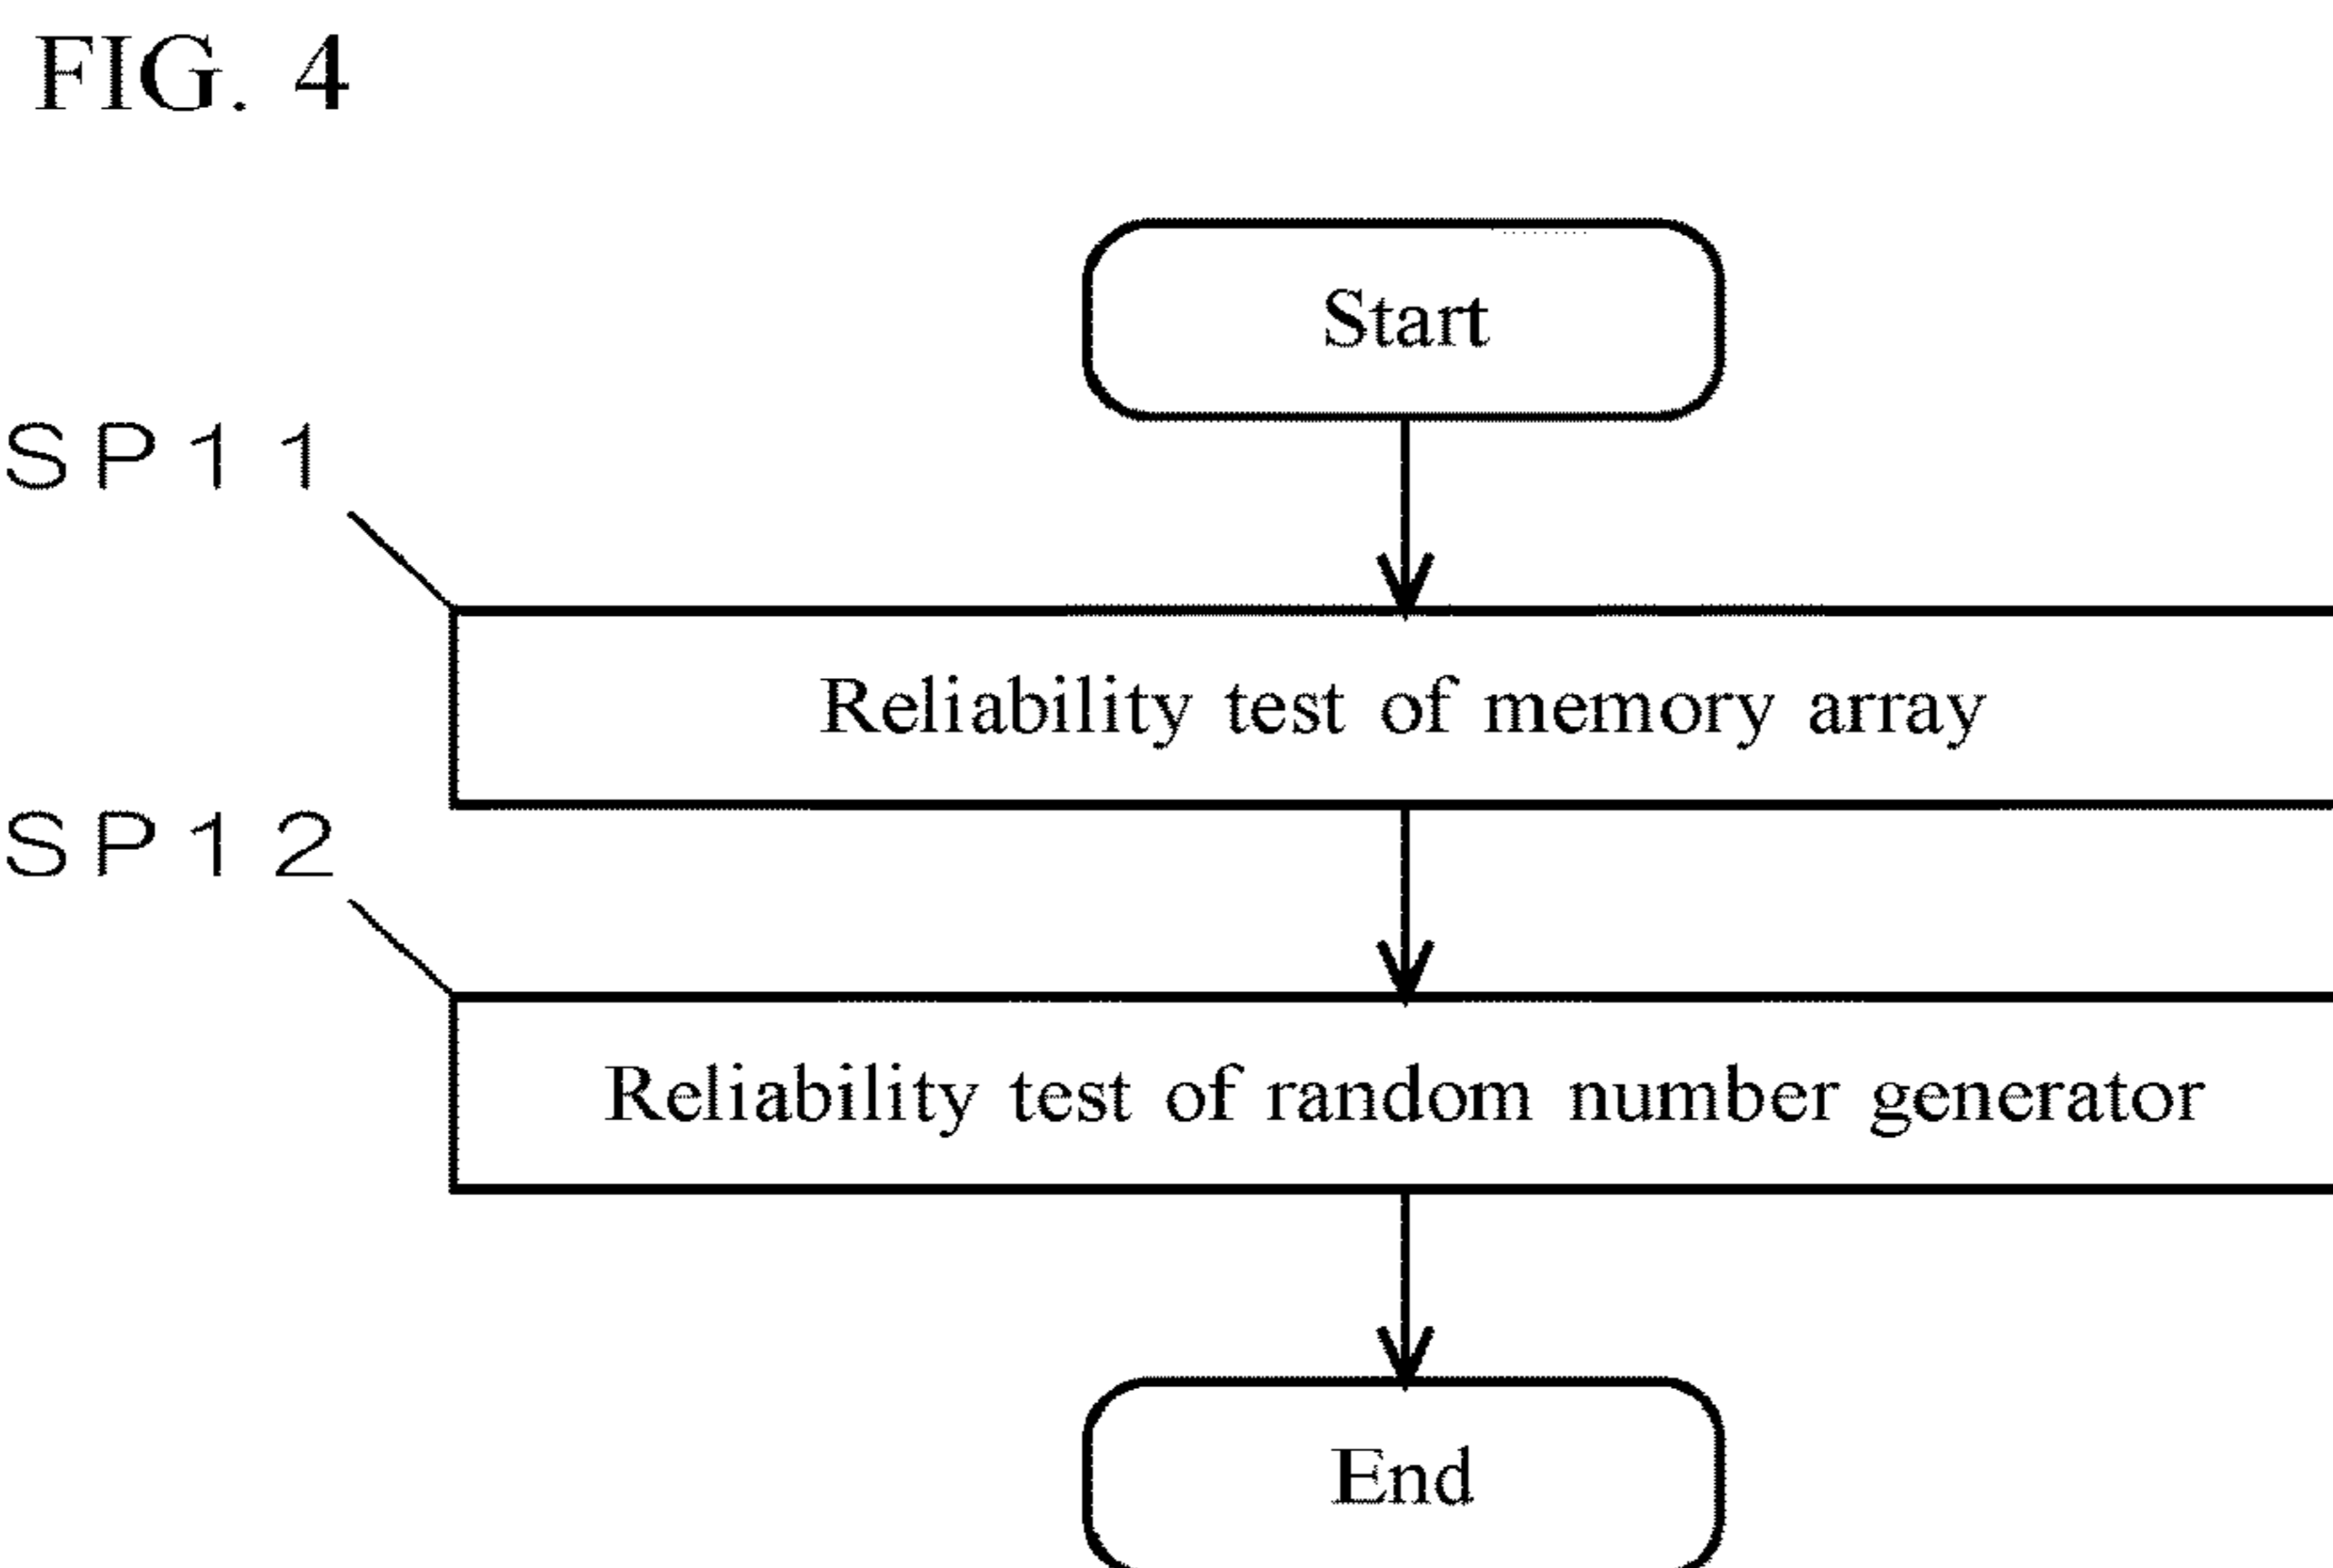 FIG. 4
Start
SP11
Reliability test of memory array
SP12
Reliability test of random number generator
End